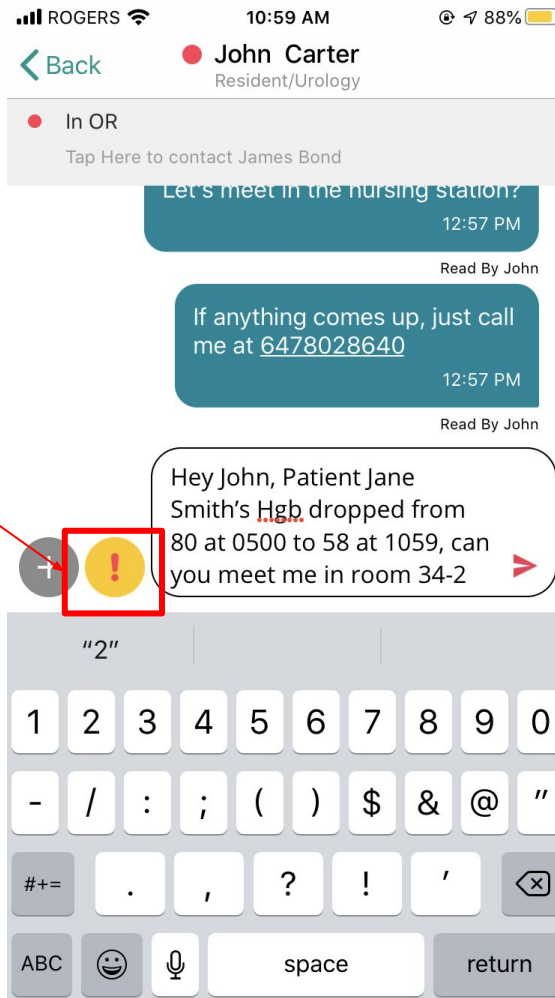 ROGERS 10:59 AM 88%
Back John Carter
Resident/Urology
In OR
Tap Here to contact James Bond
Let's meet in the nursing station?
12:57 PM
Read By John
If anything comes up, just call
me at 6478028640
12:57 PM
Read By John
Hey John, Patient Jane
Smith's Hgb dropped from
80 at 0500 to 58 at 1059, can
you meet me in room 34-2
+ !
“2”
1 2 3 4 5 6 7 8 9 0
- / : ; ( ) $ & @ "
#+= . , ? ! '
ABC space return